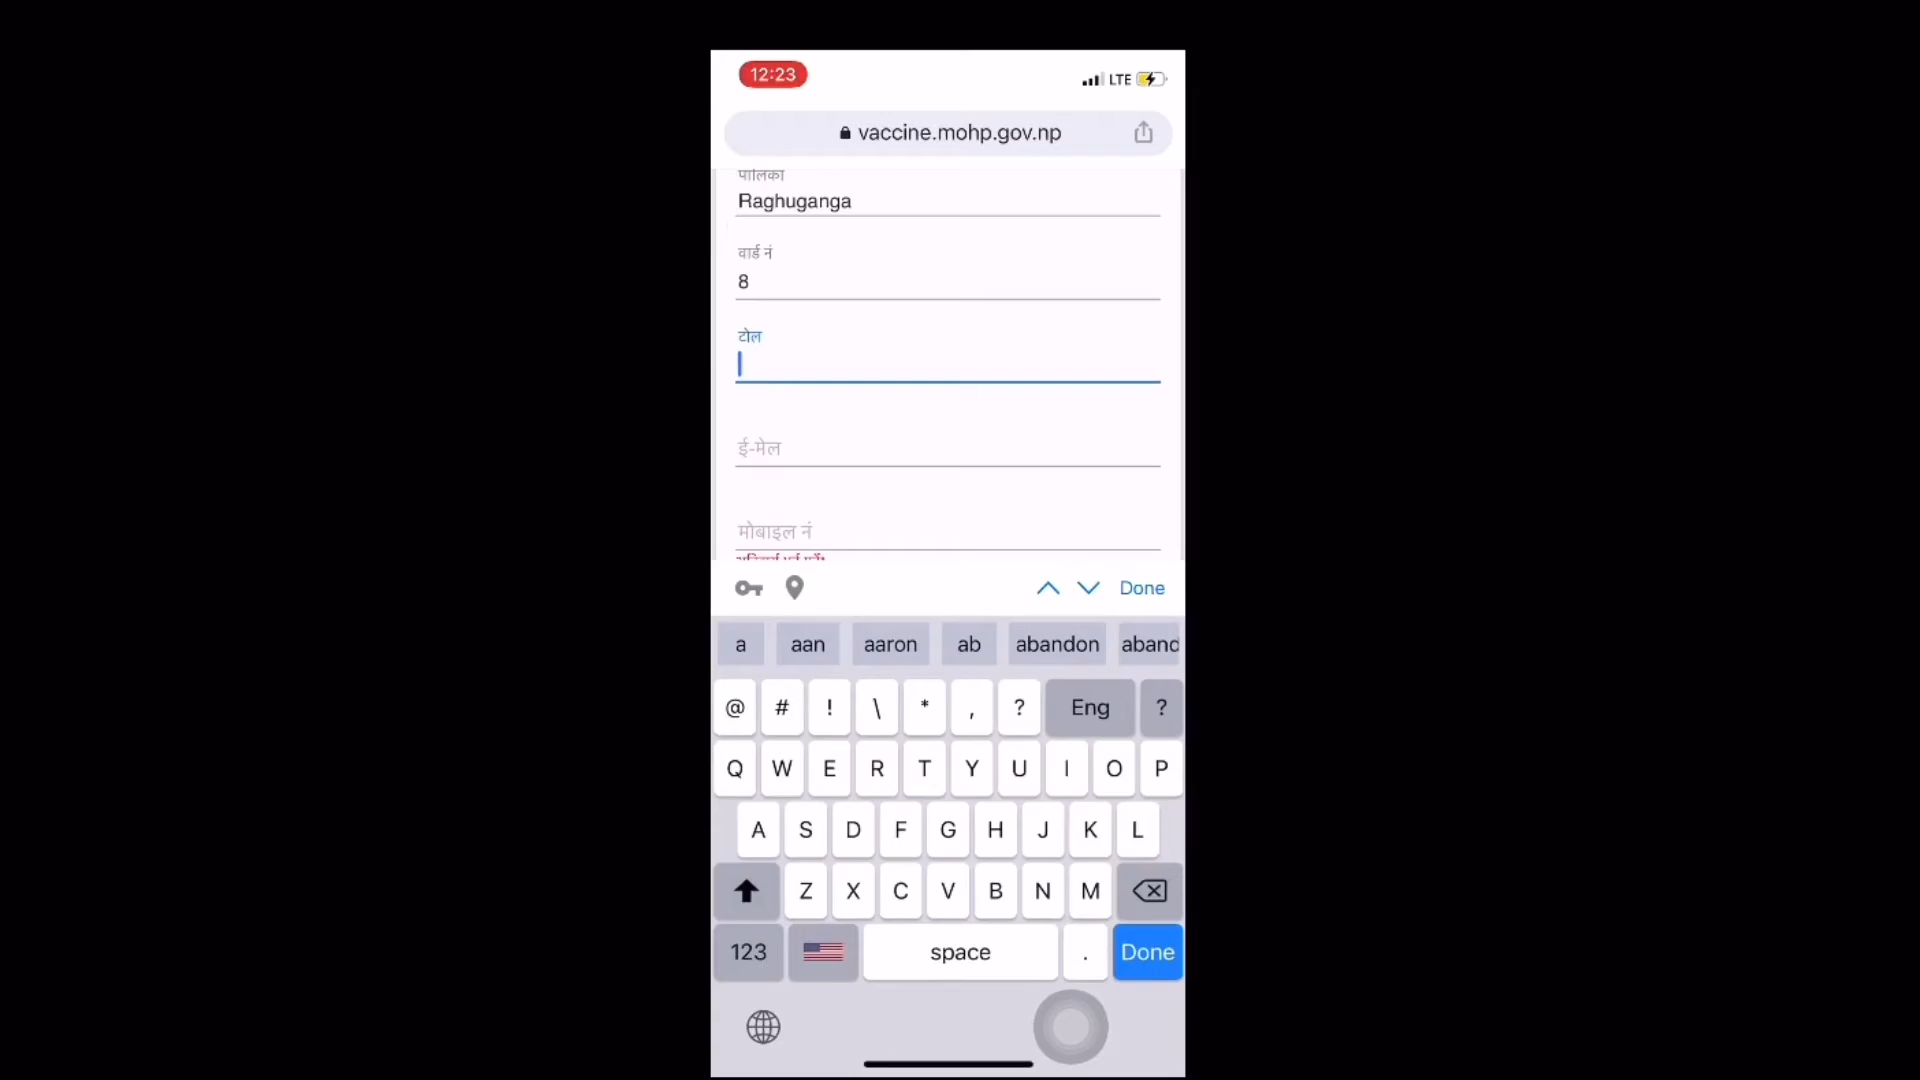 12:23
LTE
vaccine.mohp.gov.np
पालिका
Raghuganga
वार्ड नं
8
टोल
ई-मेल
मोबाइल नं
Done
a aan aaron ab abandon aband
@ # ! \ * , ? Eng ?
Q W E R T Y U I O P
A S D F G H J K L
Z X C V B N M
123 space . Done